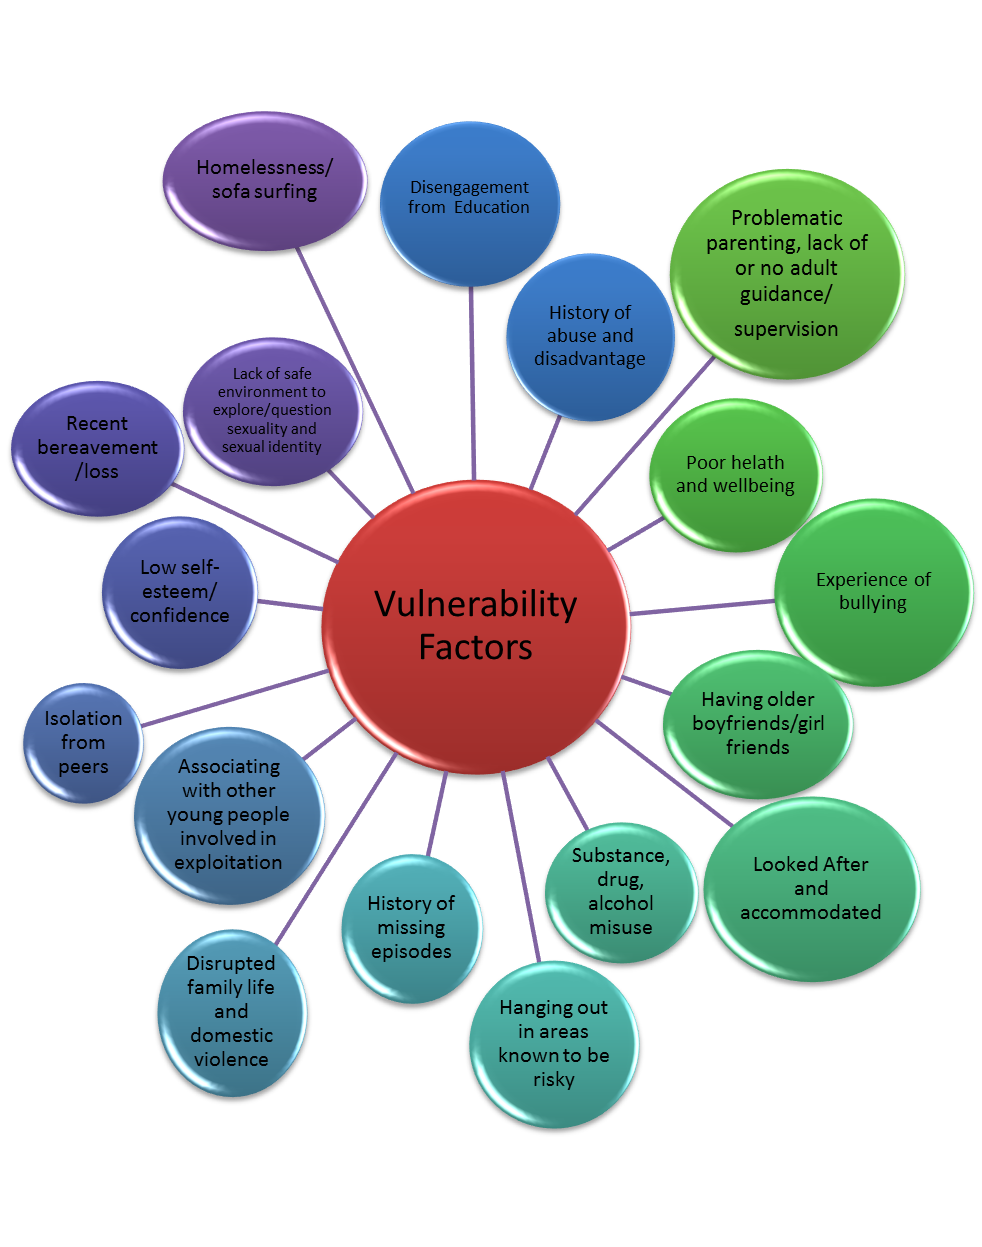 Homelessness/
sofa surfing
Disengagement
from Education
Problematic
parenting, lack of
or no adult
guidance/
supervision
History of
abuse and
disadvantage
Lack of safe
environment to
explore/question
sexuality and
sexual identity
Recent
bereavement
/loss
Poor helath
and wellbeing
Experience of
bullying
Low self-
esteem/
confidence
Vulnerability
Factors
Having older
boyfriends/girl
friends
Isolation
from
peers
Associating
with other
young people
involved in
exploitation
Looked After
and
accommodated
Substance,
drug,
alcohol
misuse
History of
missing
episodes
Disrupted
family life
and
domestic
violence
Hanging out
in areas
known to be
risky